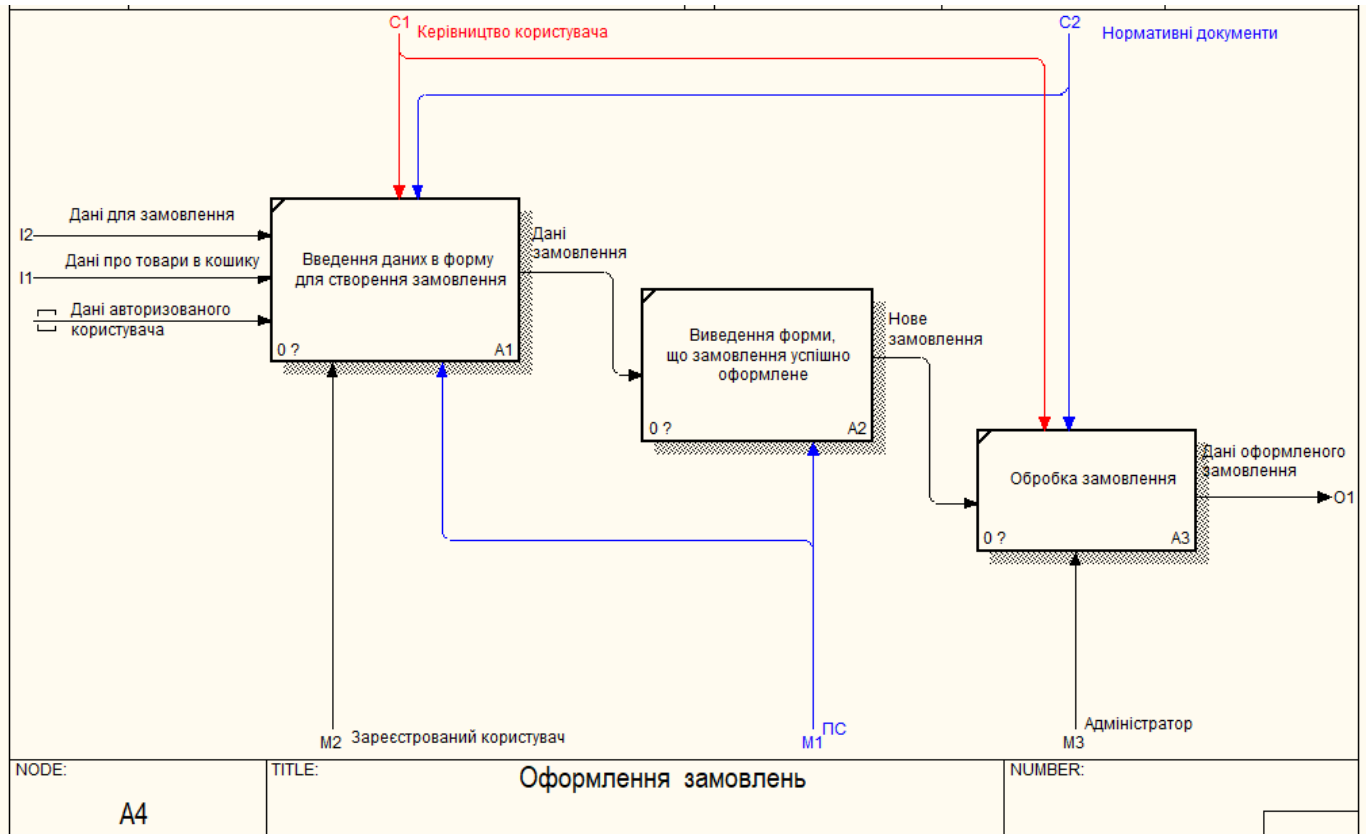 C1
Керівництво користувача
C2
Нормативні документи
Дані для замовлення
I2
Дані про товари в кошику
I1
Дані авторизованого
користувача
Введення даних в форму
для створення замовлення
0 ?
A1
Дані
замовлення
Виведення форми,
що замовлення успішно
оформлене
0 ?
A2
Нове
замовлення
Обробка замовлення
0 ?
A3
Дані оформленого
замовлення
O1
M2
Зареєстрований користувач
ПС
M1
Адміністратор
M3
NODE:
A4
TITLE:
Оформлення замовлень
NUMBER: